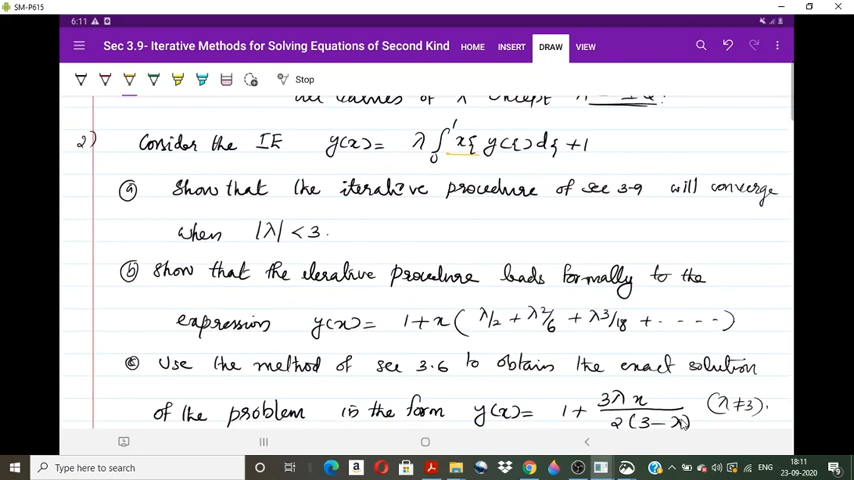 SM-P615
6:11
Sec 3.9- Iterative Methods for Solving Equations of Second Kind HOME INSERT DRAW VIEW
Stop
values of λ except
2) Consider the IE y(x) = λ ∫₀¹ xξ y(ξ) dξ + 1
(a) Show that the iterative procedure of sec 3.9 will converge
when |λ| < 3.
(b) Show that the iterative procedure leads formally to the
expression y(x) = 1 + x ( λ/2 + λ²/6 + λ³/18 + ..... )
(c) Use the method of sec 3.6 to obtain the exact solution
of the problem in the form y(x) = 1 + 3λx / 2(3-λ) (λ≠3).
Type here to search
ENG
18:11
23-09-2020